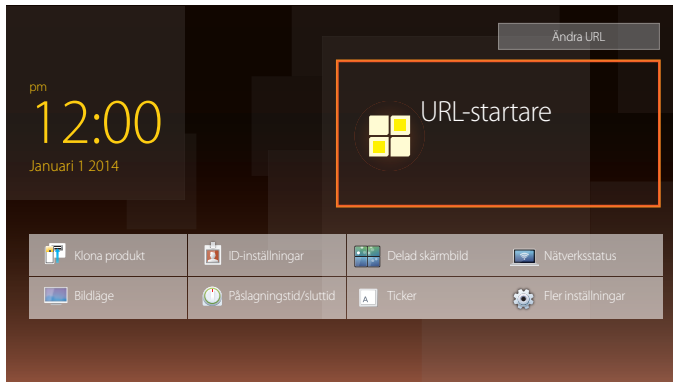 Ändra URL
pm
12:00
Januari 1 2014
URL-startare
Klona produkt
ID-inställningar
Delad skärmbild
Nätverksstatus
Bildläge
Påslagningstid/sluttid
A
Ticker
Fler inställningar